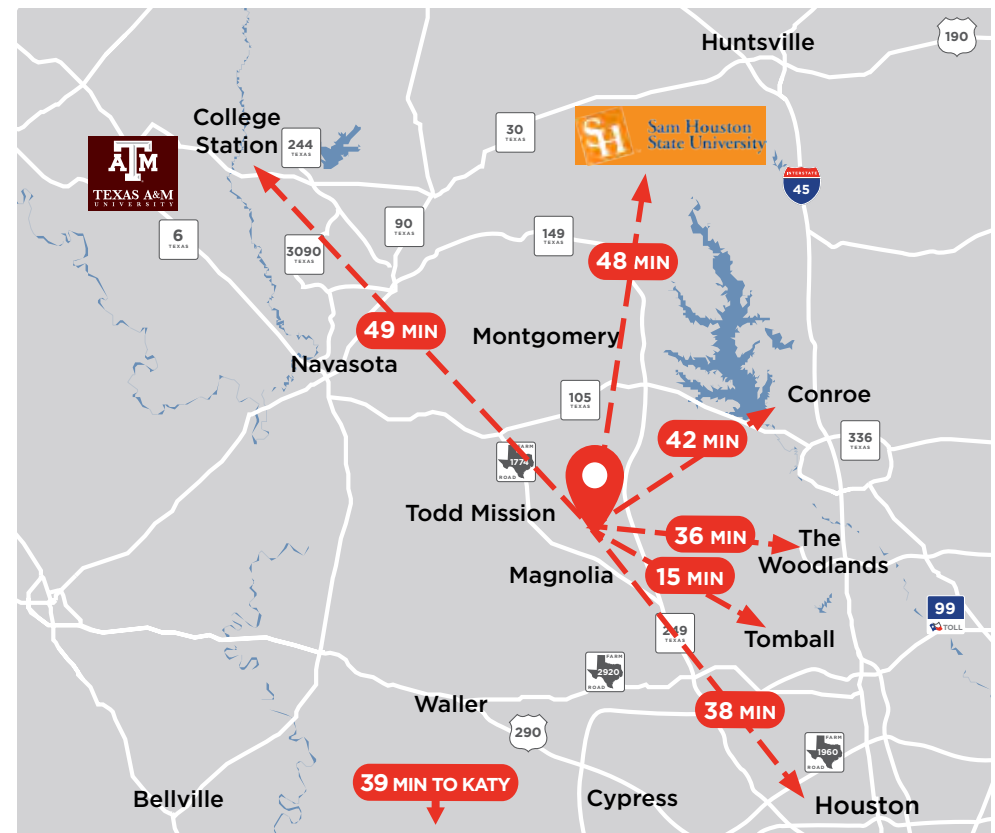 Huntsville
190
College
Station
244
TEXAS
30
TEXAS
SH
Sam Houston
State University
ATM
TEXAS A&M
UNIVERSITY
INTERSTATE
45
6
TEXAS
3090
TEXAS
90
TEXAS
149
TEXAS
48 MIN
49 MIN
Montgomery
Navasota
105
TEXAS
Conroe
42 MIN
336
TEXAS
FARM
1774
ROAD
Todd Mission
36 MIN
The
Woodlands
Magnolia
15 MIN
99
TOLL
249
TEXAS
Tomball
FARM
2920
ROAD
Waller
38 MIN
290
FARM
1960
ROAD
39 MIN TO KATY
Bellville
Cypress
Houston